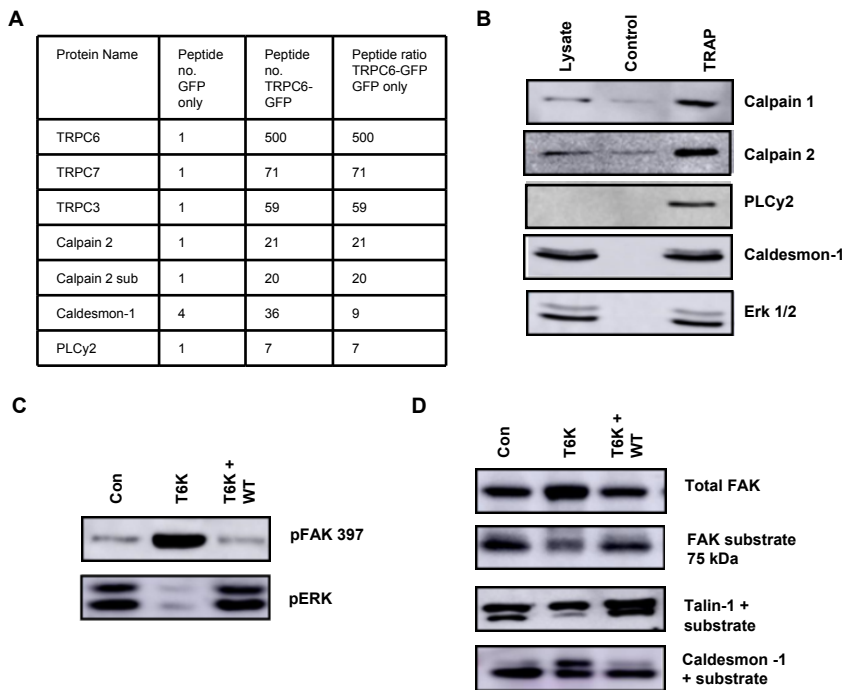 A
Protein Name
Peptide
no.
GFP
only
Peptide
no.
TRPC6-
GFP
Peptide ratio
TRPC6-GFP
GFP only
TRPC6 1 500 500
TRPC7 1 71 71
TRPC3 1 59 59
Calpain 2 1 21 21
Calpain 2 sub 1 20 20
Caldesmon-1 4 36 9
PLCy2 1 7 7
B
Lysate
Control
TRAP
Calpain 1
Calpain 2
PLCy2
Caldesmon-1
Erk 1/2
C
Con
T6K
T6K +
WT
pFAK 397
pERK
D
Con
T6K
T6K +
WT
Total FAK
FAK substrate
75 kDa
Talin-1 +
substrate
Caldesmon -1
+ substrate